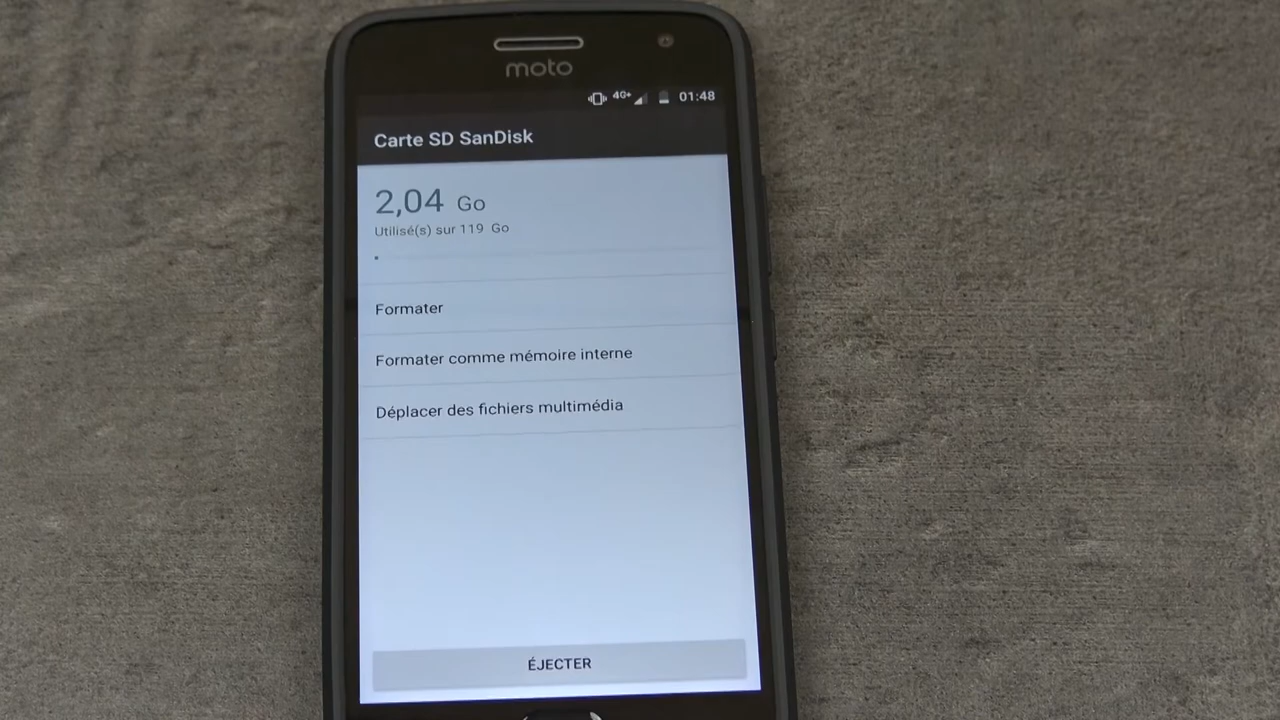 moto
4G+ 01:48
Carte SD SanDisk
2,04 Go
Utilisé(s) sur 119 Go
Formater
Formater comme mémoire interne
Déplacer des fichiers multimédia
ÉJECTER